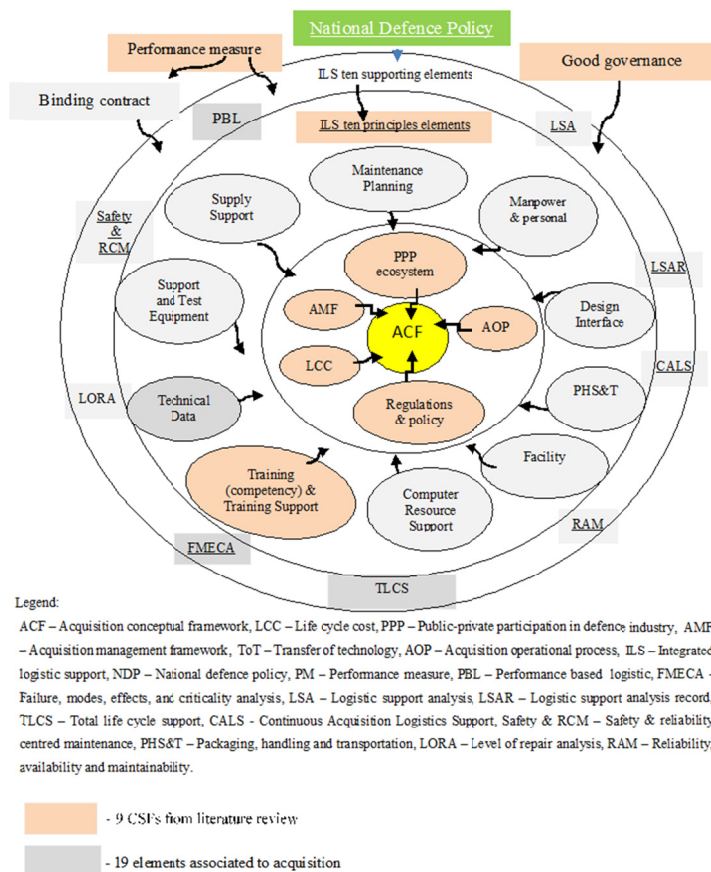 National Defence Policy
Performance measure
Good governance
ILS ten supporting elements
Binding contract
PBL
ILS ten principles elements
LSA
Maintenance
Planning
Supply
Support
Manpower
& personal
Safety
&
RCM
PPP
ecosystem
LSAR
Support
and Test
Equipment
AMF
ACF
AOP
Design
Interface
LCC
CALS
LORA
Technical
Data
Regulations
& policy
PHS&T
Training
(competency) &
Training Support
Computer
Resource
Support
Facility
RAM
FMECA
TLCS
Legend:
ACF – Acquisition conceptual framework, LCC – Life cycle cost, PPP – Public-private participation in defence industry, AMF
– Acquisition management framework, ToT – Transfer of technology, AOP – Acquisition operational process, ILS – Integrated
logistic support, NDP – National defence policy, PM – Performance measure, PBL – Performance based logistic, FMECA -
Failure, modes, effects, and criticality analysis, LSA – Logistic support analysis, LSAR – Logistic support analysis record,
TLCS – Total life cycle support, CALS - Continuous Acquisition Logistics Support, Safety & RCM – Safety & reliability
centred maintenance, PHS&T – Packaging, handling and transportation, LORA – Level of repair analysis, RAM – Reliability,
availability and maintainability.
- 9 CSFs from literature review
- 19 elements associated to acquisition